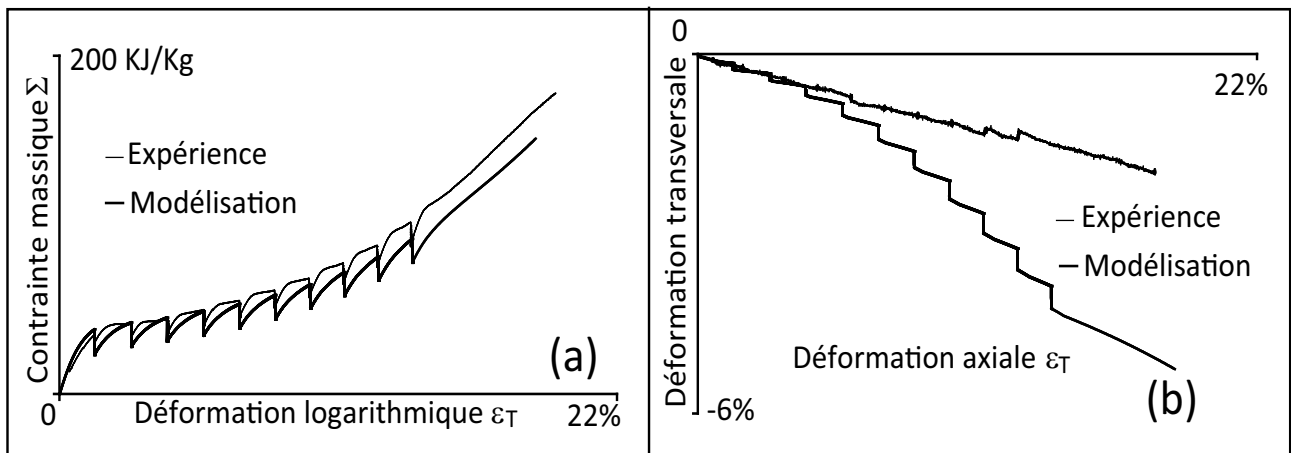 200 KJ/Kg
Contrainte massique Σ
— Expérience
— Modélisation
(a)
0
Déformation logarithmique εT
22%
0
22%
Déformation transversale
— Expérience
— Modélisation
Déformation axiale εT
-6%
(b)